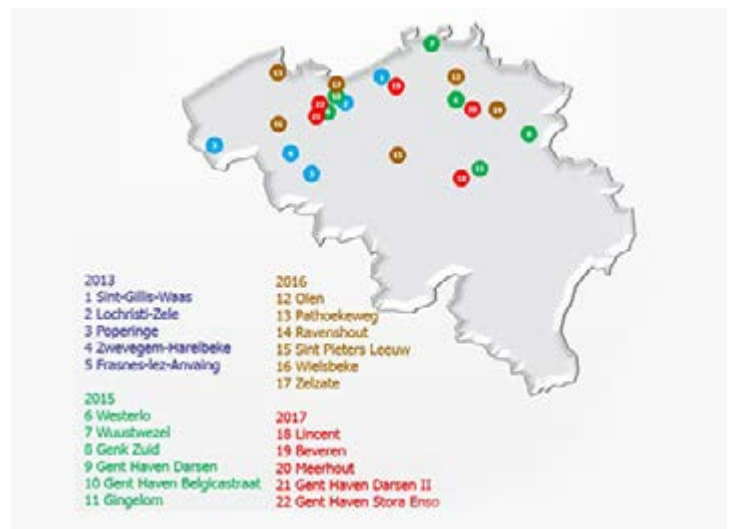 2013
1 Sint-Gillis-Waas
2 Lochristi-Zele
3 Poperinge
4 Zwevegem-Harelbeke
5 Frasnes-lez-Anvaing
2015
6 Westerlo
7 Wuustwezel
8 Genk Zuid
9 Gent Haven Darsen
10 Gent Haven Belgicastraat
11 Gingelom
2016
12 Olen
13 Pathoekeweg
14 Ravenshout
15 Sint Pieters Leeuw
16 Wielsbeke
17 Zelzate
2017
18 Lincent
19 Beveren
20 Meerhout
21 Gent Haven Darsen II
22 Gent Haven Stora Enso